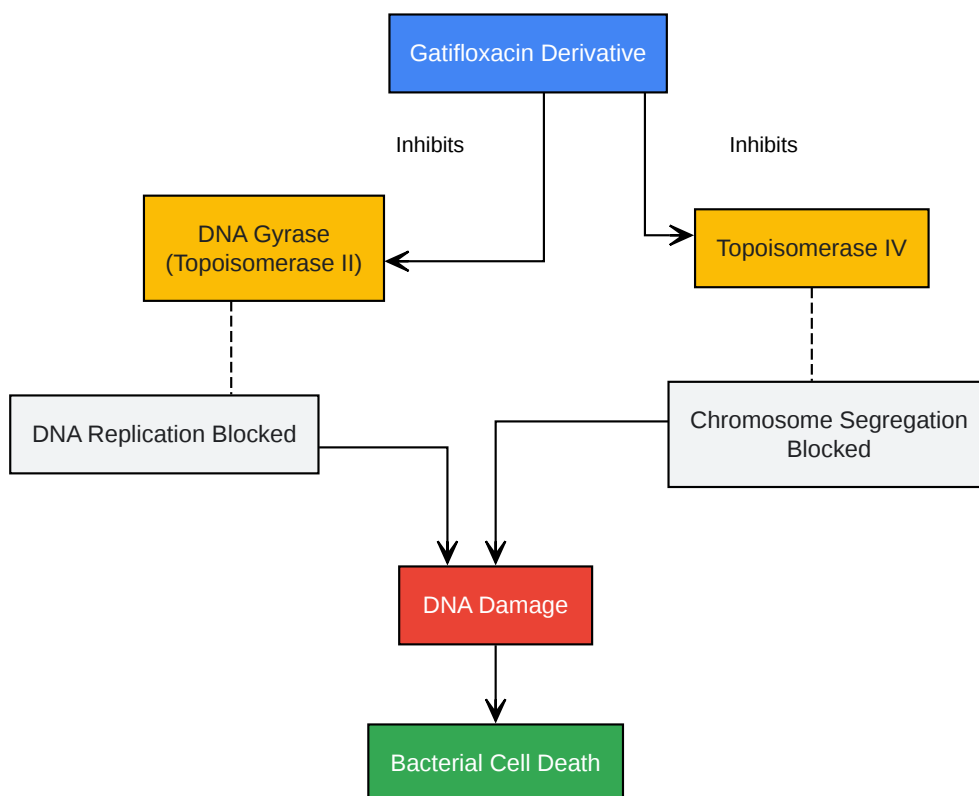 Gatifloxacin Derivative
Inhibits
Inhibits
DNA Gyrase
(Topoisomerase II)
Topoisomerase IV
DNA Replication Blocked
Chromosome Segregation
Blocked
DNA Damage
Bacterial Cell Death